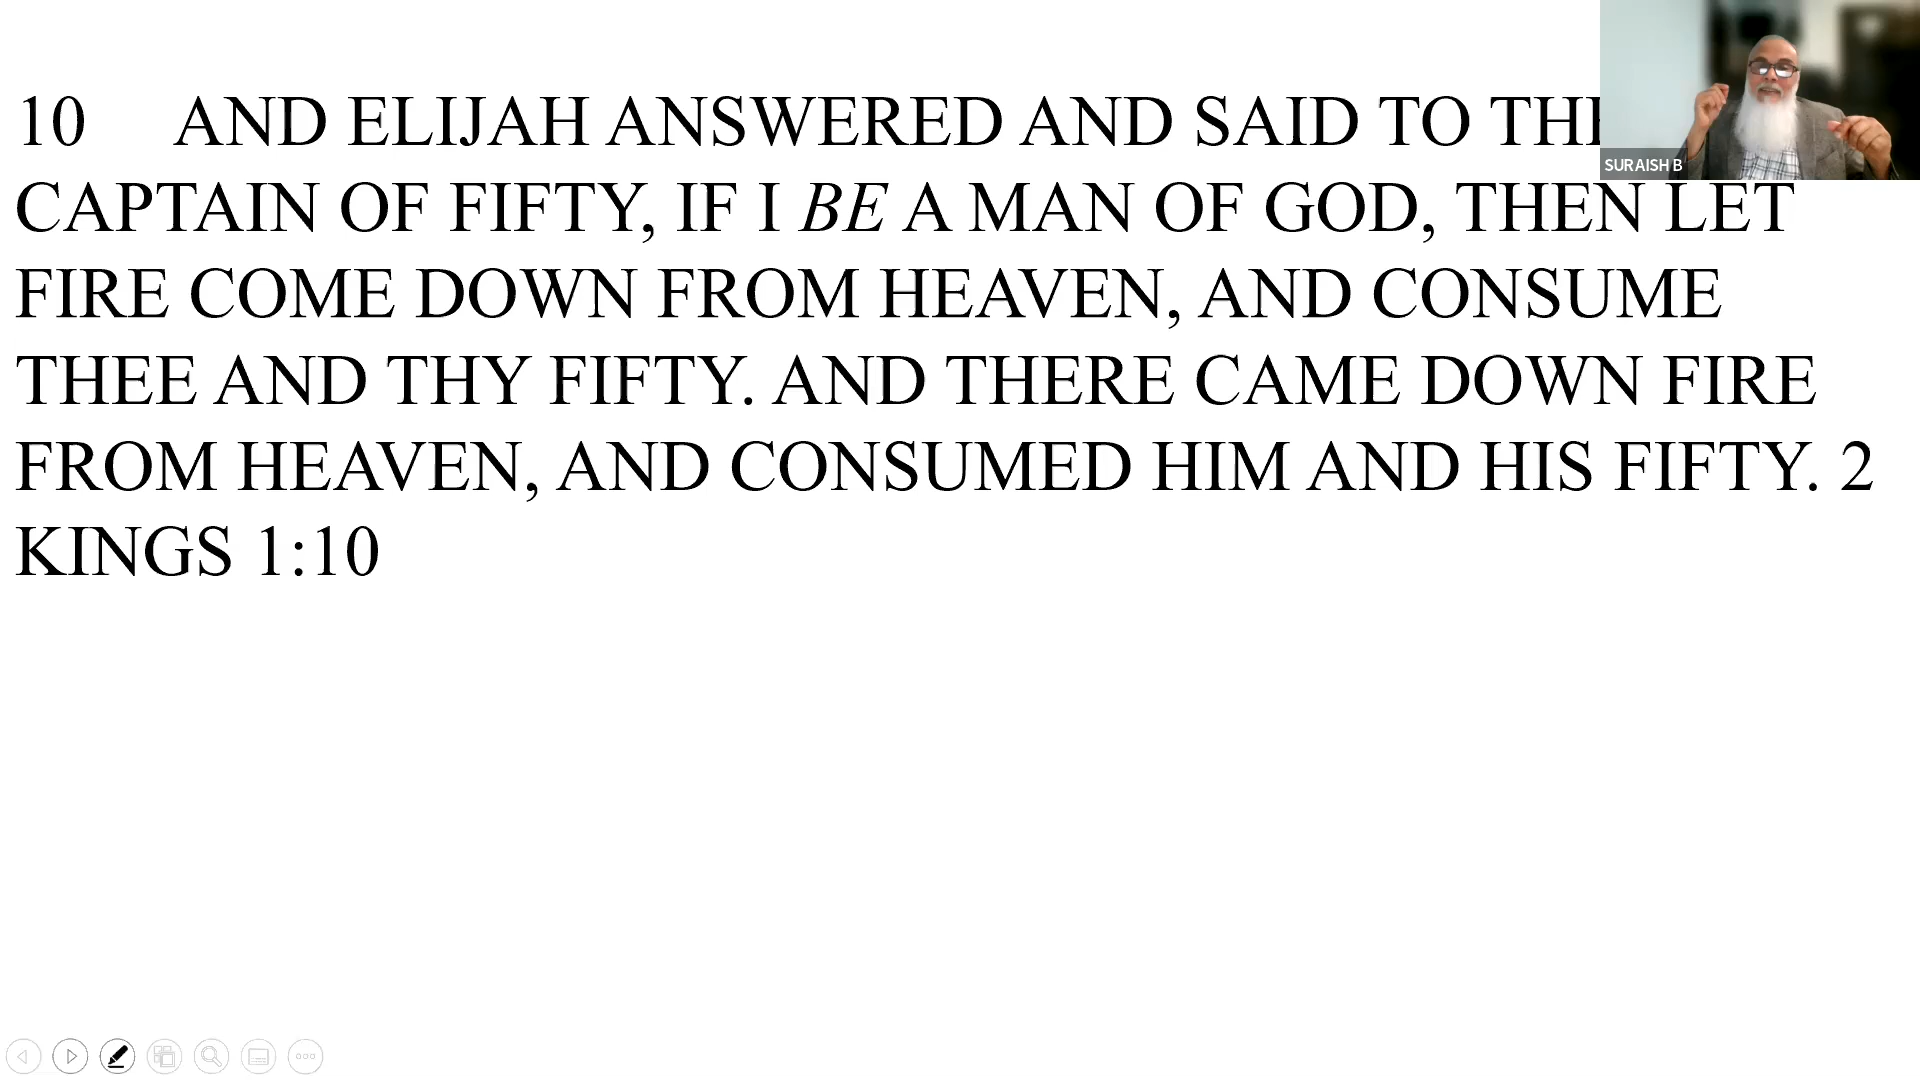 10 AND ELIJAH ANSWERED AND SAID TO
CAPTAIN OF FIFTY, IF I BE A MAN OF GOD, THEN LET
FIRE COME DOWN FROM HEAVEN, AND CONSUME
THEE AND THY FIFTY. AND THERE CAME DOWN FIRE
FROM HEAVEN, AND CONSUMED HIM AND HIS FIFTY. 2
KINGS 1:10
SURAISH B